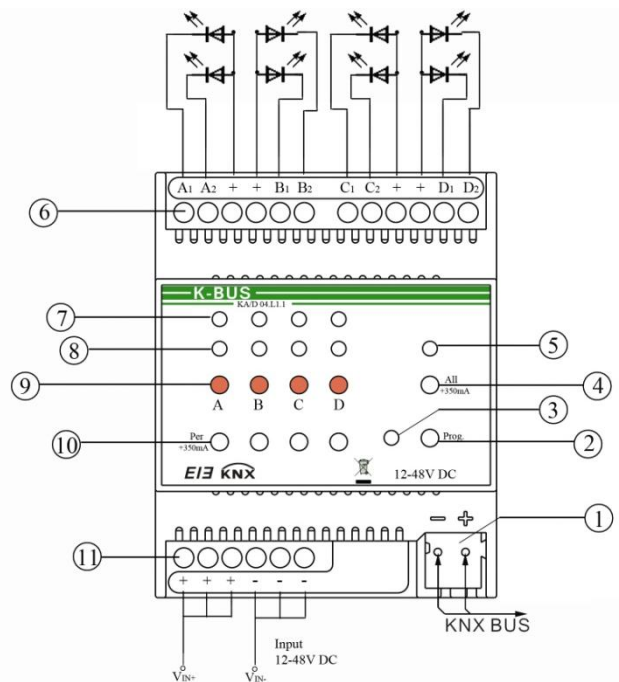 A1 A2 + + B1 B2 C1 C2 + + D1 D2
6
K-BUS
KA/D 04.L1.1
7
8
5
9
All
+350mA
4
A B C D
3
10
Per
+350mA
Prog.
2
EIB KNX
12-48V DC
− +
1
11
+ + + - - -
KNX BUS
Input
12-48V DC
VIN+
VIN-